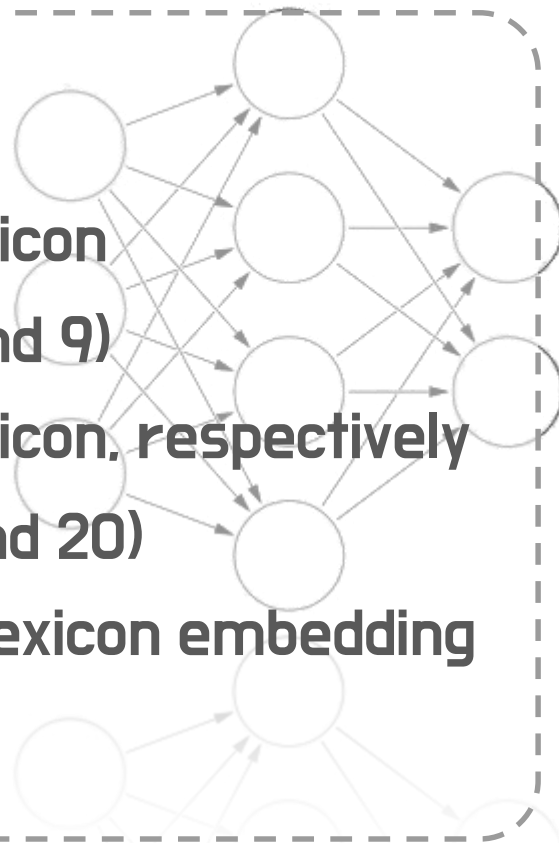 icon
nd 9)
icon, respectively
nd 20)
exicon embedding